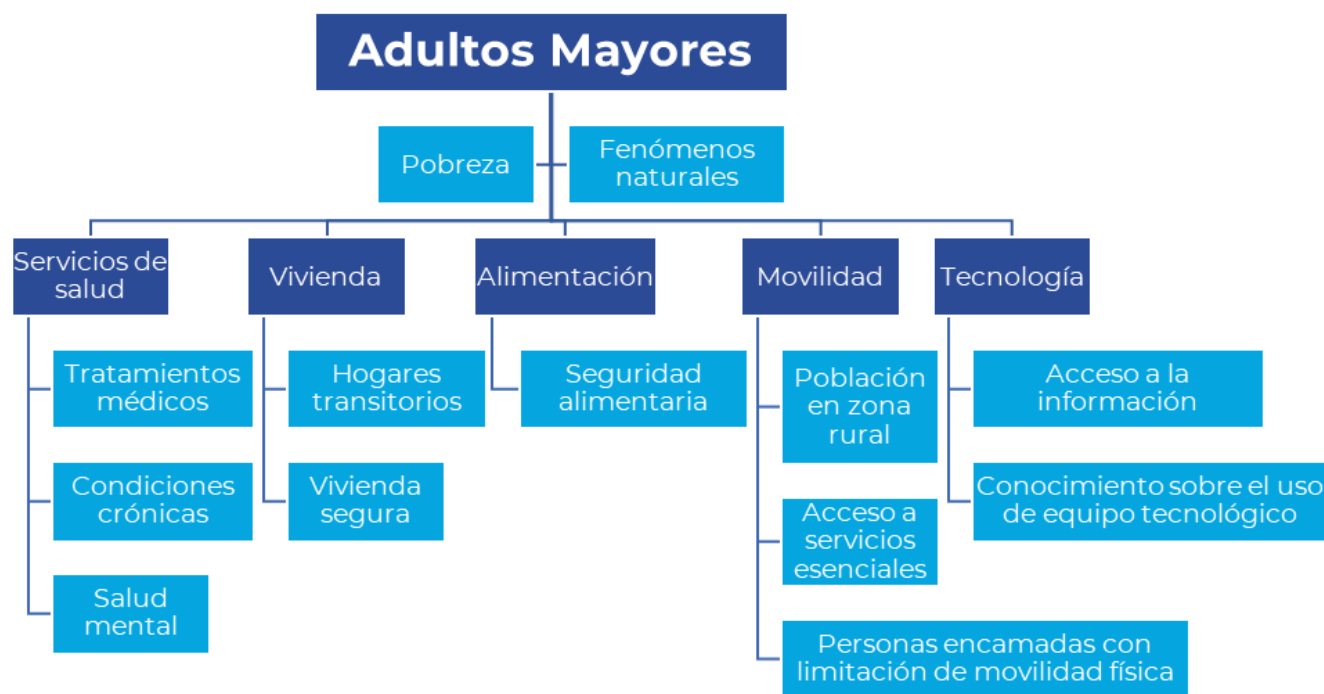 Adultos Mayores
Pobreza
Fenómenos
naturales
Servicios de
salud
Vivienda
Alimentación
Movilidad
Tecnología
Tratamientos
médicos
Condiciones
crónicas
Salud
mental
Hogares
transitorios
Vivienda
segura
Seguridad
alimentaria
Población
en zona
rural
Acceso a
servicios
esenciales
Personas encamadas con
limitación de movilidad física
Acceso a la
información
Conocimiento sobre el uso
de equipo tecnológico